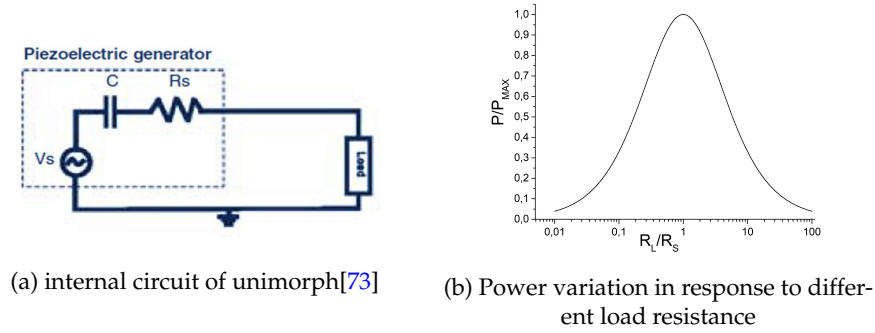 Piezoelectric generator
C
Rs
Vs
Load
P/P_MAX
1,0
0,9
0,8
0,7
0,6
0,5
0,4
0,3
0,2
0,1
0,0
0,01
0,1
1
10
100
R_L/R_S
(a) internal circuit of unimorph[73]
(b) Power variation in response to differ-
ent load resistance